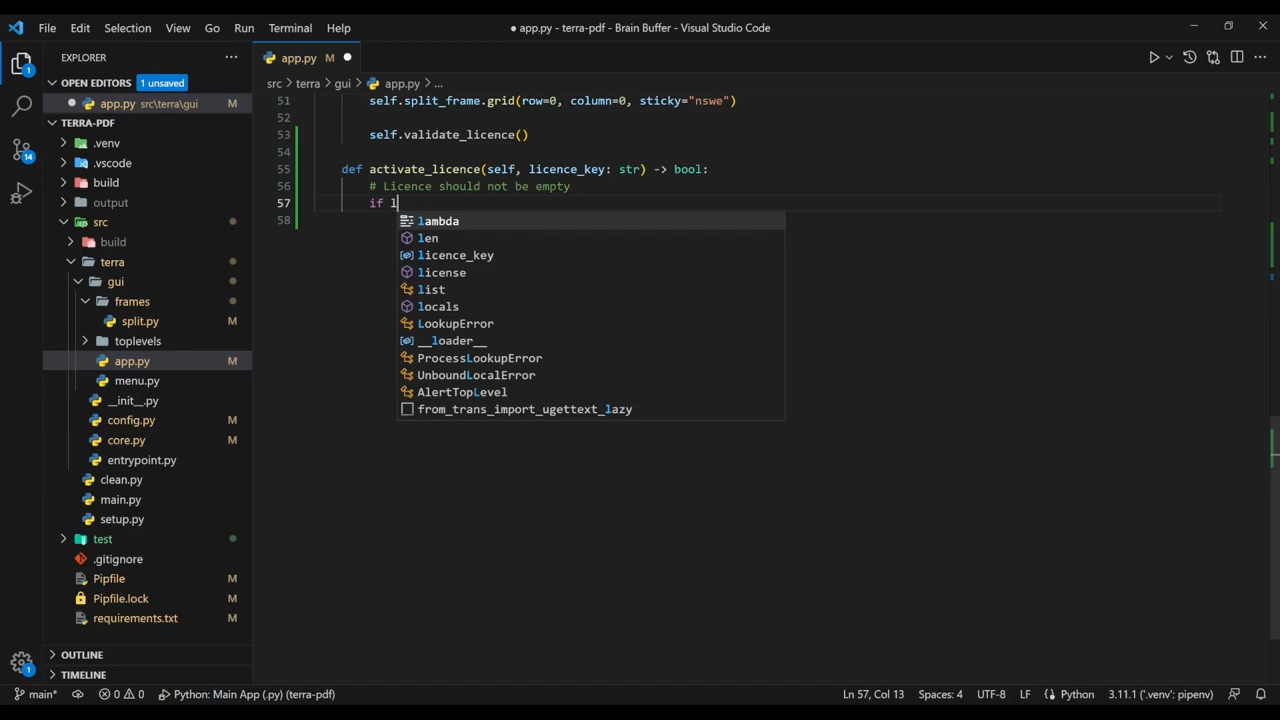 File Edit Selection View Go Run Terminal Help
● app.py - terra-pdf - Brain Buffer - Visual Studio Code
EXPLORER
OPEN EDITORS 1 unsaved
app.py src\terra\gui M
TERRA-PDF
.venv
.vscode
build
output
src
build
terra
gui
frames
split.py M
toplevels
app.py M
menu.py
__init__.py
config.py M
core.py M
entrypoint.py
clean.py
main.py
setup.py
test
.gitignore
Pipfile M
Pipfile.lock M
requirements.txt M
OUTLINE
TIMELINE
1
14
1
app.py M
src > terra > gui > app.py > ...
51 self.split_frame.grid(row=0, column=0, sticky="nswe")
52
53 self.validate_licence()
54
55 def activate_licence(self, licence_key: str) -> bool:
56 # Licence should not be empty
57 if l
58
lambda
len
licence_key
license
list
locals
LookupError
__loader__
ProcessLookupError
UnboundLocalError
AlertTopLevel
from_trans_import_ugettext_lazy
main* 0 0 Python: Main App (.py) (terra-pdf) Ln 57, Col 13 Spaces: 4 UTF-8 LF Python 3.11.1 ('.venv': pipenv)